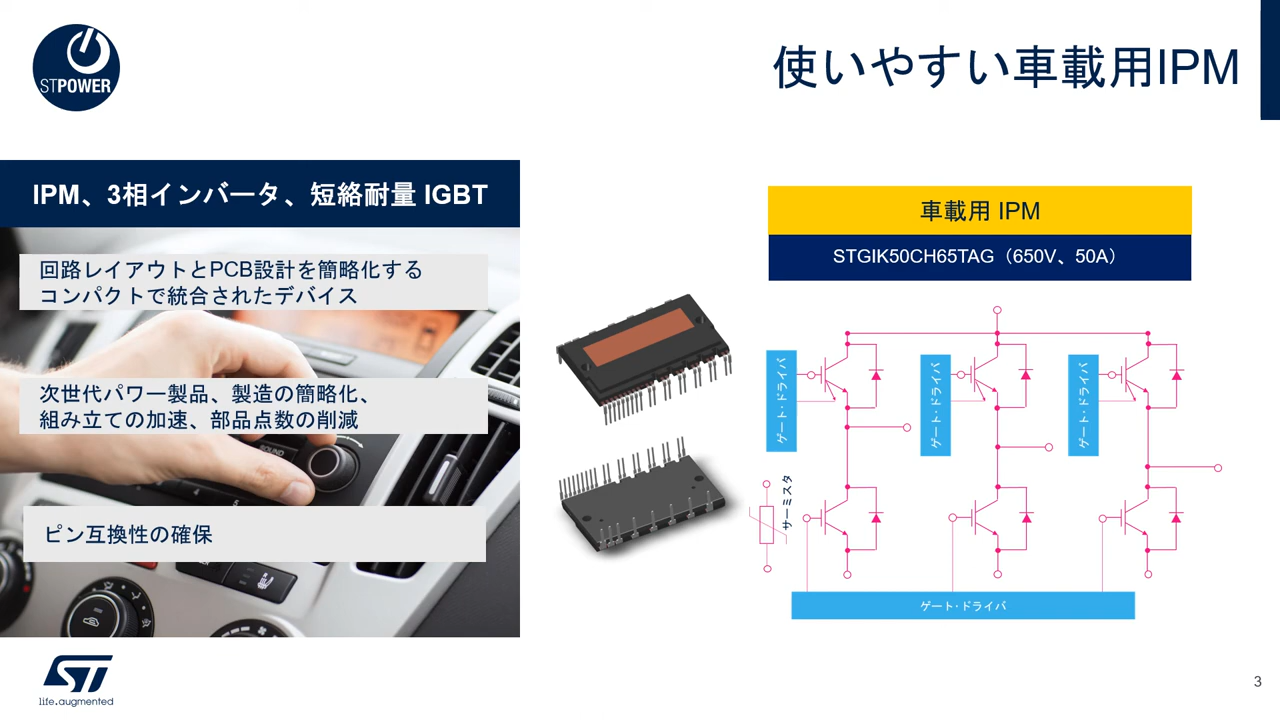 STPOWER
使いやすい車載用IPM
IPM、3相インバータ、短絡耐量 IGBT
回路レイアウトとPCB設計を簡略化する
コンパクトで統合されたデバイス
次世代パワー製品、製造の簡略化、
組み立ての加速、部品点数の削減
SOUND
4
5
ピン互換性の確保
車載用 IPM
STGIK50CH65TAG（650V、50A）
ゲート・ドライバ
ゲート・ドライバ
ゲート・ドライバ
サーミスタ
ゲート・ドライバ
ST
life.augmented
3